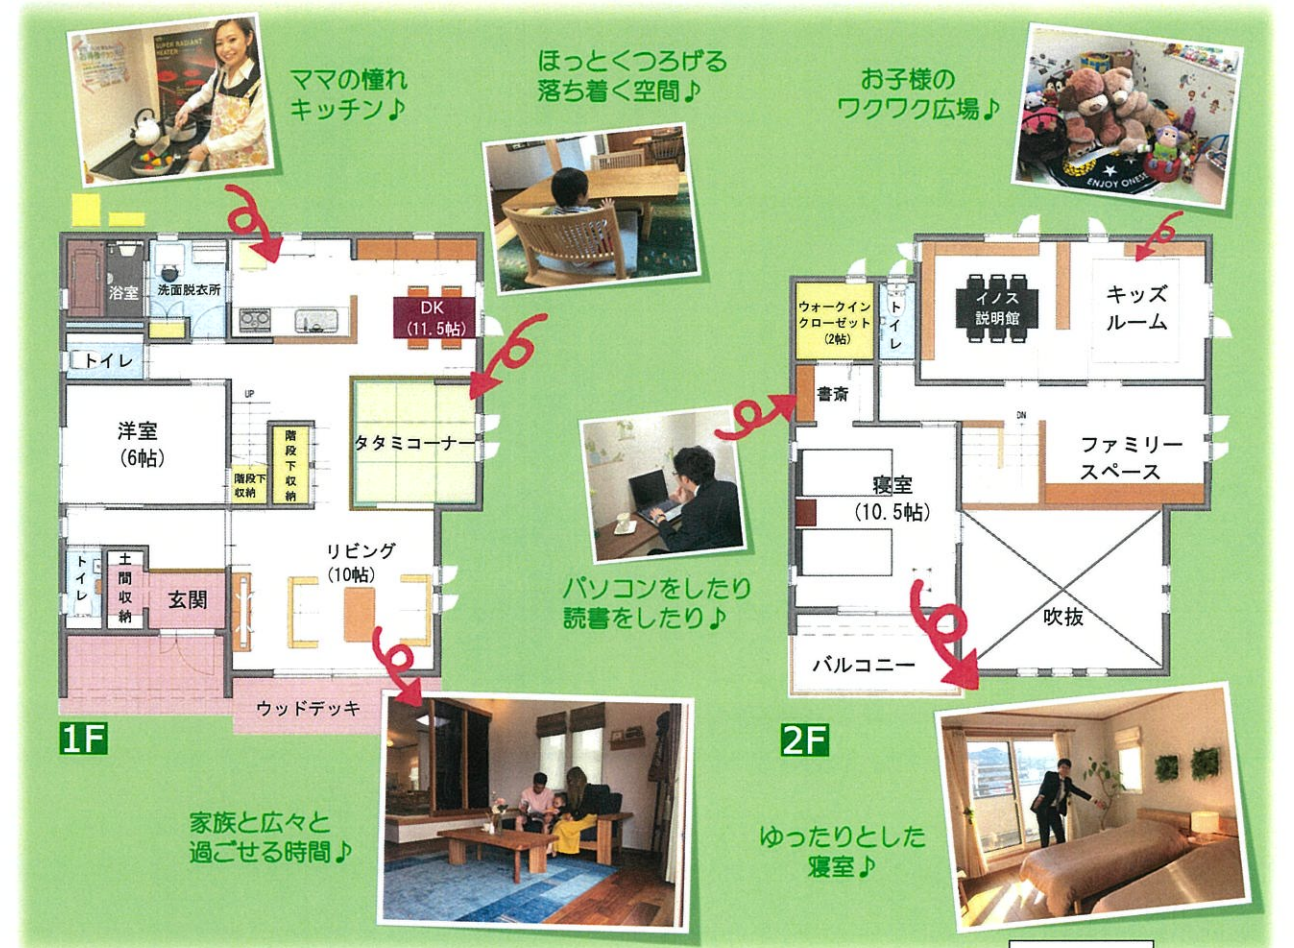 SUPER RADIANT
HEATER
ママの憧れ
キッチン♪
ほっとくつろげる
落ち着く空間♪
お子様の
ワクワク広場♪
ENJOY ONESE
浴室
洗面脱衣所
DK
(11.5帖)
トイレ
UP
洋室
(6帖)
階段下収納
階段下
収納
タタミコーナー
リビング
(10帖)
トイレ
土間収納
玄関
ウッドデッキ
1F
ウォークイン
クローゼット
(2帖)
トイレ
イノス
説明館
キッズ
ルーム
書斎
DN
ファミリー
スペース
寝室
(10.5帖)
吹抜
バルコニー
2F
パソコンをしたり
読書をしたり♪
家族と広々と
過ごせる時間♪
ゆったりとした
寝室♪